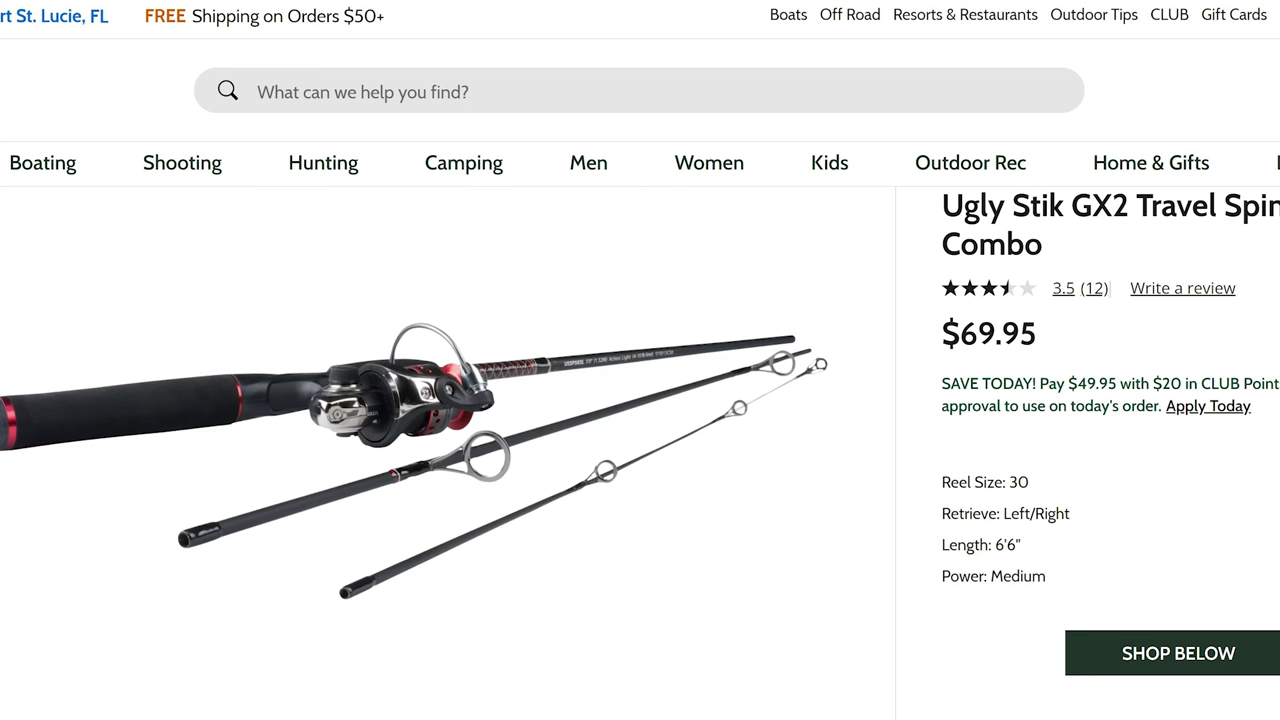 rt St. Lucie, FL FREE Shipping on Orders $50+ Boats Off Road Resorts & Restaurants Outdoor Tips CLUB Gift Cards
What can we help you find?
Boating Shooting Hunting Camping Men Women Kids Outdoor Rec Home & Gifts
Ugly Stik GX2 Travel Spin
Combo
3.5 (12) Write a review
$69.95
SAVE TODAY! Pay $49.95 with $20 in CLUB Point
approval to use on today's order. Apply Today
Reel Size: 30
Retrieve: Left/Right
Length: 6'6"
Power: Medium
SHOP BELOW